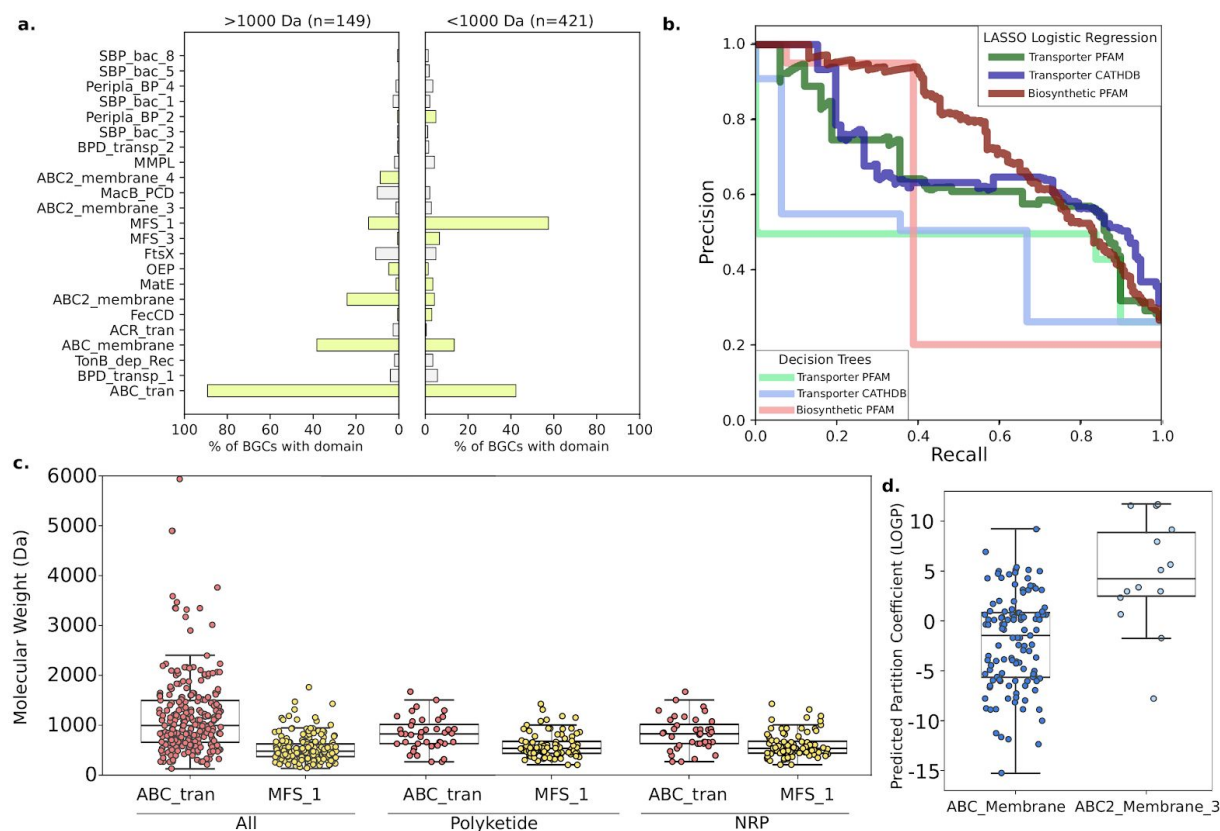 a.
>1000 Da (n=149)
<1000 Da (n=421)
SBP_bac_8
SBP_bac_5
Peripla_BP_4
SBP_bac_1
Peripla_BP_2
SBP_bac_3
BPD_transp_2
MMPL
ABC2_membrane_4
MacB_PCD
ABC2_membrane_3
MFS_1
MFS_3
FtsX
OEP
MatE
ABC2_membrane
FecCD
ACR_tran
ABC_membrane
TonB_dep_Rec
BPD_transp_1
ABC_tran
100 80 60 40 20 0
0 20 40 60 80 100
% of BGCs with domain
% of BGCs with domain
b.
Precision
1.0
0.8
0.6
0.4
0.2
0.0
LASSO Logistic Regression
Transporter PFAM
Transporter CATHDB
Biosynthetic PFAM
Decision Trees
Transporter PFAM
Transporter CATHDB
Biosynthetic PFAM
0.0 0.2 0.4 0.6 0.8 1.0
Recall
c.
Molecular Weight (Da)
6000
5000
4000
3000
2000
1000
0
ABC_tran MFS_1 ABC_tran MFS_1 ABC_tran MFS_1
All Polyketide NRP
d.
Predicted Partition Coefficient (LOGP)
10
5
0
-5
-10
-15
ABC_Membrane ABC2_Membrane_3